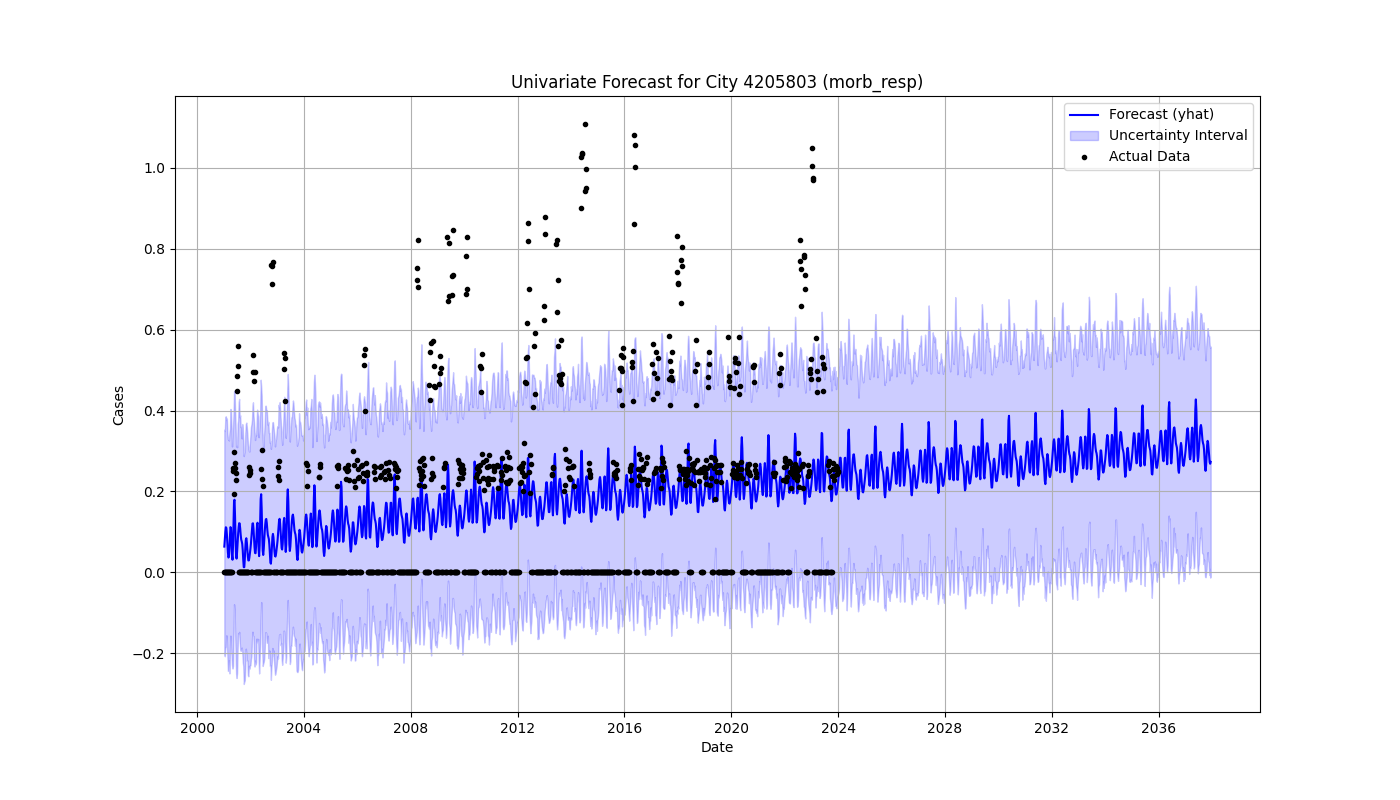 Univariate Forecast for City 4205803 (morb_resp)
Forecast (yhat)
Uncertainty Interval
Actual Data
Cases
1.0
0.8
0.6
0.4
0.2
0.0
−0.2
2000 2004 2008 2012 2016 2020 2024 2028 2032 2036
Date